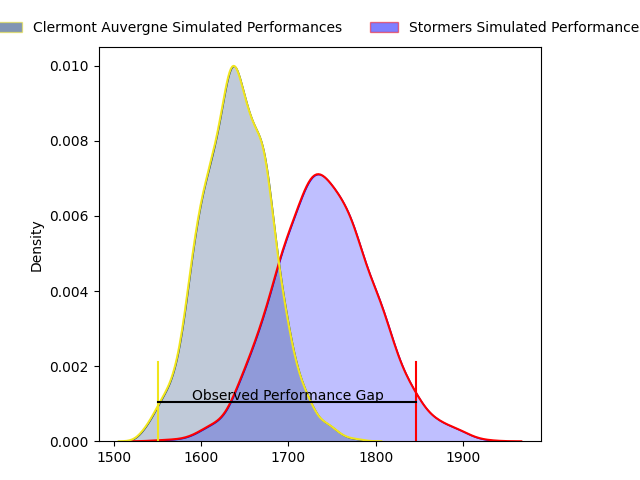 Clermont Auvergne Simulated Performances
Stormers Simulated Performance
0.010
0.008
0.006
0.004
0.002
0.000
Density
Observed Performance Gap
1500 1600 1700 1800 1900